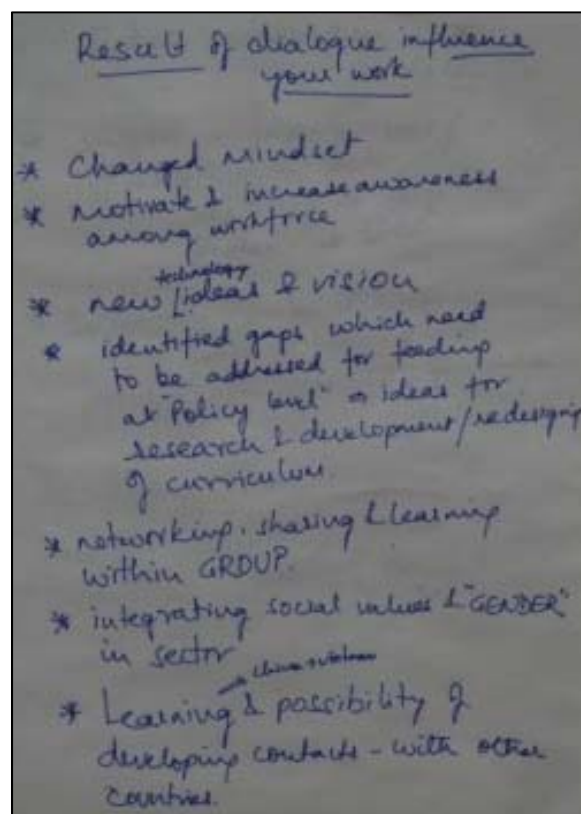 Result of dialogue influence
your work
* Changed mindset
* motivate & increase awareness
among workforce
technology
* new ideas & vision
* identified gaps which need
to be addressed for feeding
at "Policy level" or ideas for
research & development/redesigning
of curriculum.
* networking, sharing & learning
within GROUP.
* integrating social values & "GENDER"
in sector
* Learning & possibility of
developing contacts - with other
countries.